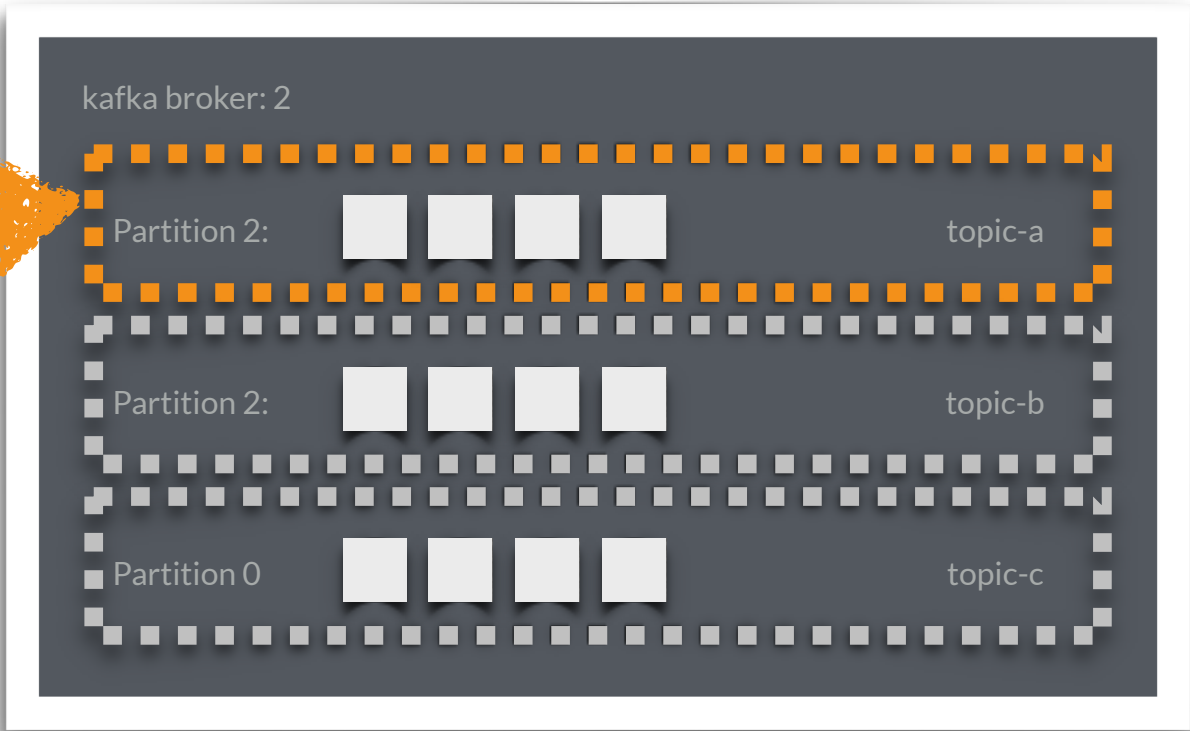 kafka broker: 2
Partition 2: topic-a
Partition 2: topic-b
Partition 0 topic-c